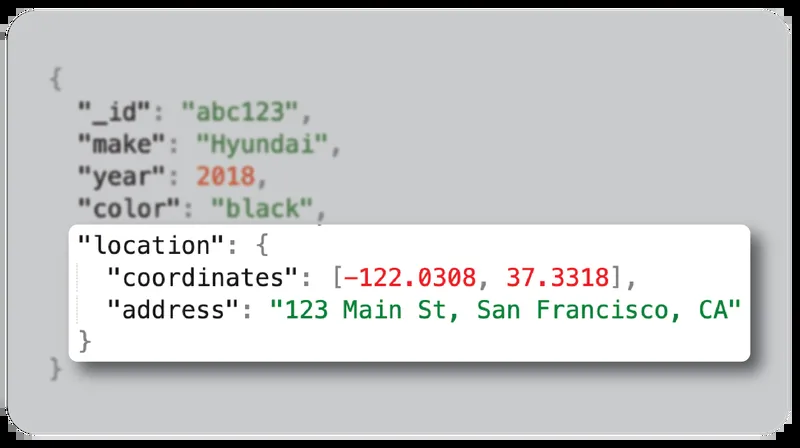 {
"_id": "abc123",
"make": "Hyundai",
"year": 2018,
"color": "black",
"location": {
"coordinates": [-122.0308, 37.3318],
"address": "123 Main St, San Francisco, CA"
}
}